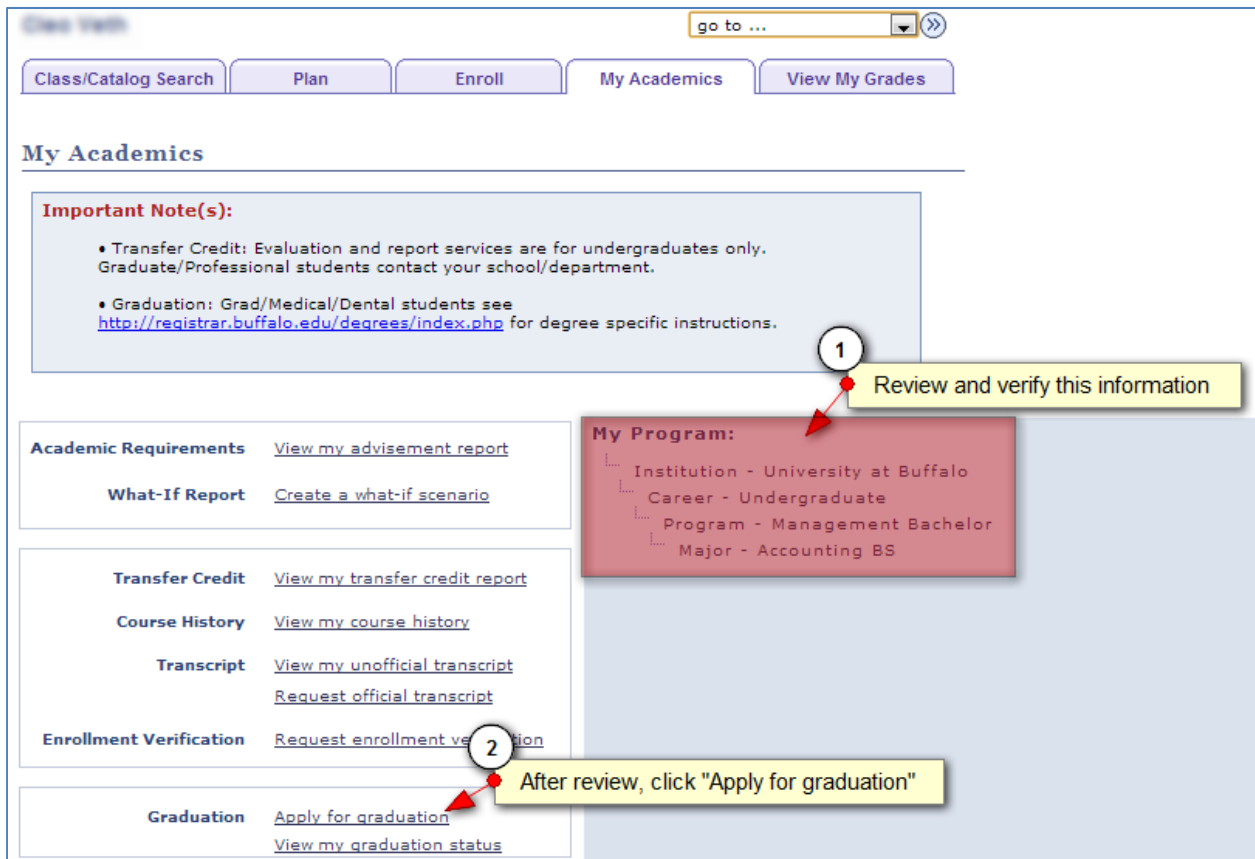 go to ...
Class/Catalog Search
Plan
Enroll
My Academics
View My Grades
My Academics
Important Note(s):
• Transfer Credit: Evaluation and report services are for undergraduates only.
Graduate/Professional students contact your school/department.
• Graduation: Grad/Medical/Dental students see
http://registrar.buffalo.edu/degrees/index.php for degree specific instructions.
1
Review and verify this information
Academic Requirements View my advisement report
What-If Report Create a what-if scenario
My Program:
Institution - University at Buffalo
Career - Undergraduate
Program - Management Bachelor
Major - Accounting BS
Transfer Credit View my transfer credit report
Course History View my course history
Transcript View my unofficial transcript
Request official transcript
Enrollment Verification Request enrollment
2
After review, click "Apply for graduation"
Graduation Apply for graduation
View my graduation status